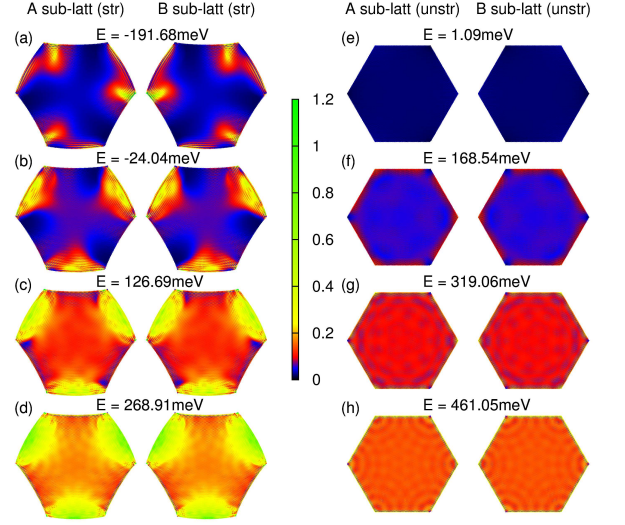 A sub-latt (str) B sub-latt (str) A sub-latt (unstr) B sub-latt (unstr)
(a) E = -191.68meV
(e) E = 1.09meV
1.2
1
0.8
0.6
0.4
0.2
0
(b) E = -24.04meV
(f) E = 168.54meV
(c) E = 126.69meV
(g) E = 319.06meV
(d) E = 268.91meV
(h) E = 461.05meV